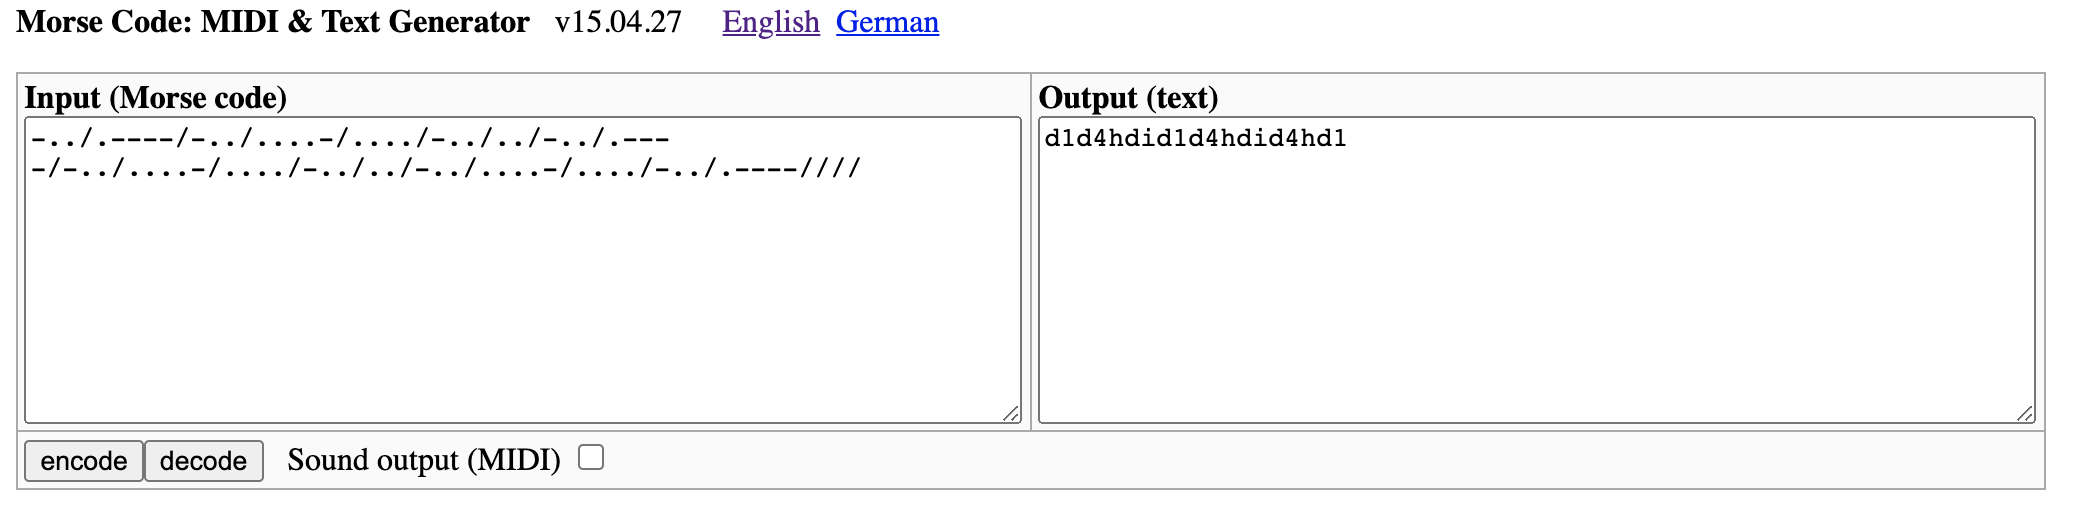 Morse Code: MIDI & Text Generator v15.04.27 English German
Input (Morse code)
-../.----/-../....-/..../-../../-../.---
-/-../....-/..../-../../-../....-/..../-../.----////
Output (text)
d1d4hdid1d4hdid4hd1
encode decode Sound output (MIDI)